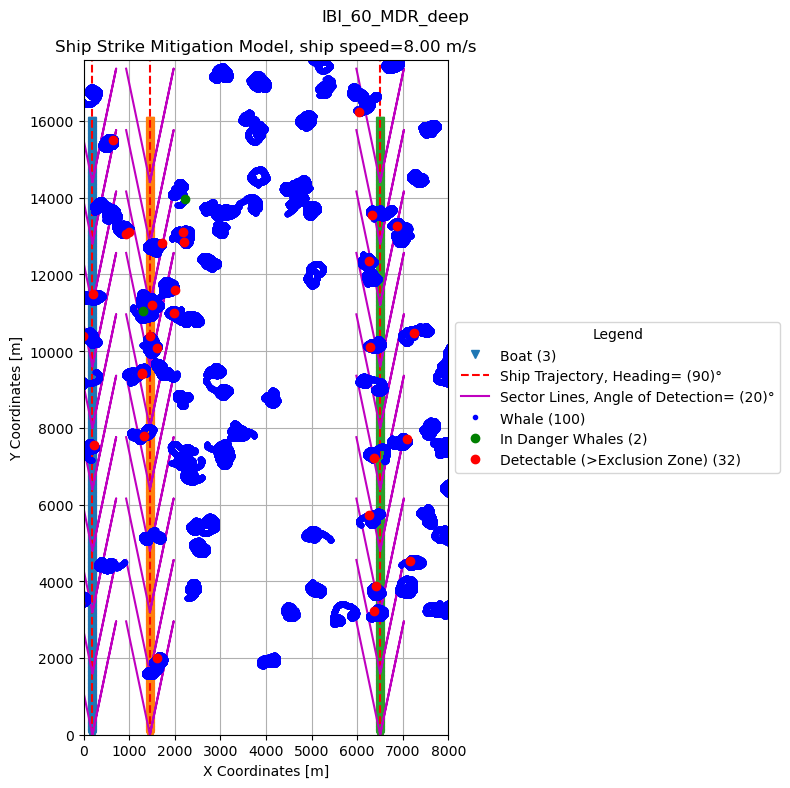 IBI_60_MDR_deep
Ship Strike Mitigation Model, ship speed=8.00 m/s
Y Coordinates [m]
16000
14000
12000
10000
8000
6000
4000
2000
0
0 1000 2000 3000 4000 5000 6000 7000 8000
X Coordinates [m]
Legend
Boat (3)
Ship Trajectory, Heading= (90)°
Sector Lines, Angle of Detection= (20)°
Whale (100)
In Danger Whales (2)
Detectable (>Exclusion Zone) (32)